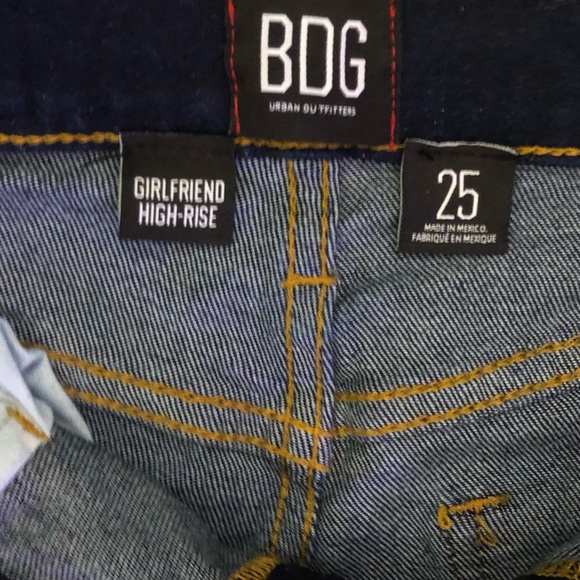 BDG
URBAN OUTFITTERS
GIRLFRIEND
HIGH-RISE
25
MADE IN MEXICO.
FABRIQUÉ EN MEXIQUE